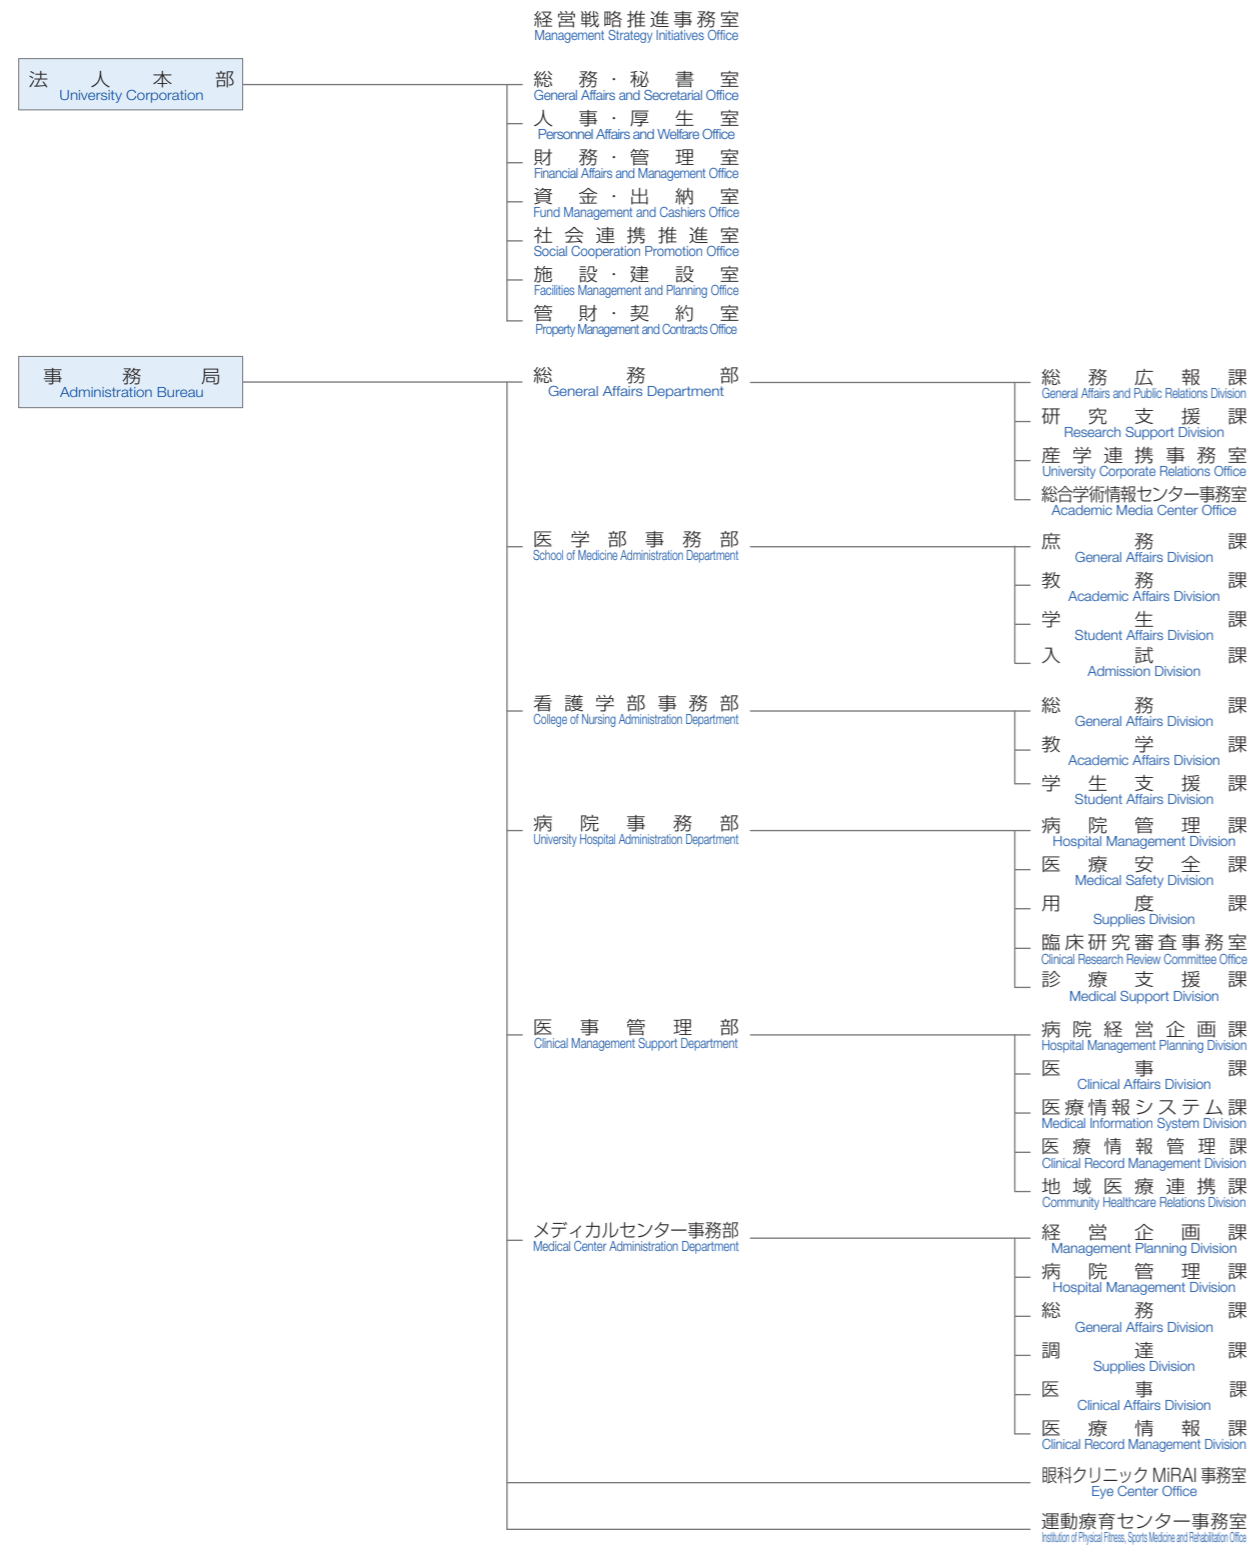 経営戦略推進事務室
Management Strategy Initiatives Office
法人本部
University Corporation
総務・秘書室
General Affairs and Secretarial Office
人事・厚生室
Personnel Affairs and Welfare Office
財務・管理室
Financial Affairs and Management Office
資金・出納室
Fund Management and Cashiers Office
社会連携推進室
Social Cooperation Promotion Office
施設・建設室
Facilities Management and Planning Office
管財・契約室
Property Management and Contracts Office
事務局
Administration Bureau
総務部
General Affairs Department
総務広報課
General Affairs and Public Relations Division
研究支援課
Research Support Division
産学連携事務室
University Corporate Relations Office
総合学術情報センター事務室
Academic Media Center Office
医学部事務部
School of Medicine Administration Department
庶務課
General Affairs Division
教務課
Academic Affairs Division
学生課
Student Affairs Division
入試課
Admission Division
看護学部事務部
College of Nursing Administration Department
総務課
General Affairs Division
教学課
Academic Affairs Division
学生支援課
Student Affairs Division
病院事務部
University Hospital Administration Department
病院管理課
Hospital Management Division
医療安全課
Medical Safety Division
用度課
Supplies Division
臨床研究審査事務室
Clinical Research Review Committee Office
診療支援課
Medical Support Division
医事管理部
Clinical Management Support Department
病院経営企画課
Hospital Management Planning Division
医事課
Clinical Affairs Division
医療情報システム課
Medical Information System Division
医療情報管理課
Clinical Record Management Division
地域医療連携課
Community Healthcare Relations Division
メディカルセンター事務部
Medical Center Administration Department
経営企画課
Management Planning Division
病院管理課
Hospital Management Division
総務課
General Affairs Division
調達課
Supplies Division
医事課
Clinical Affairs Division
医療情報課
Clinical Record Management Division
眼科クリニック MiRAI 事務室
Eye Center Office
運動療育センター事務室
Institution of Physical Fitness, Sports Medicine and Rehabilitation Office